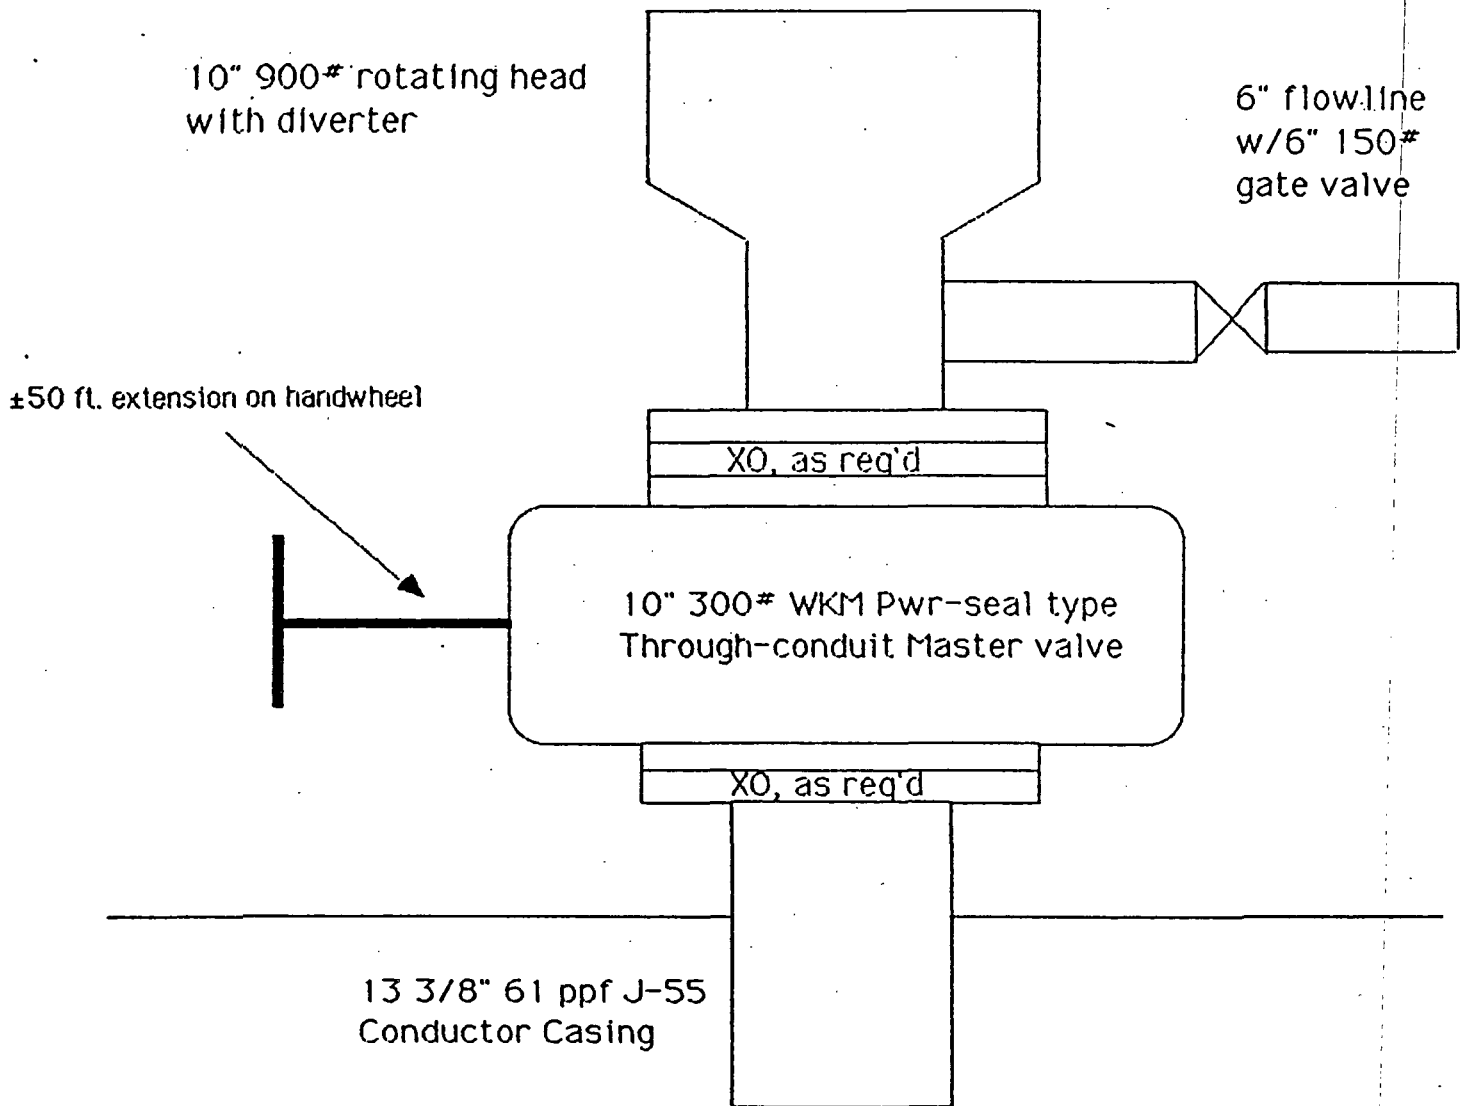 10" 900# rotating head
with diverter
6" flowline
w/6" 150#
gate valve
±50 ft. extension on handwheel
XO, as req'd
10" 300# WKM Pwr-seal type
Through-conduit Master valve
XO, as req'd
13 3/8" 61 ppf J-55
Conductor Casing